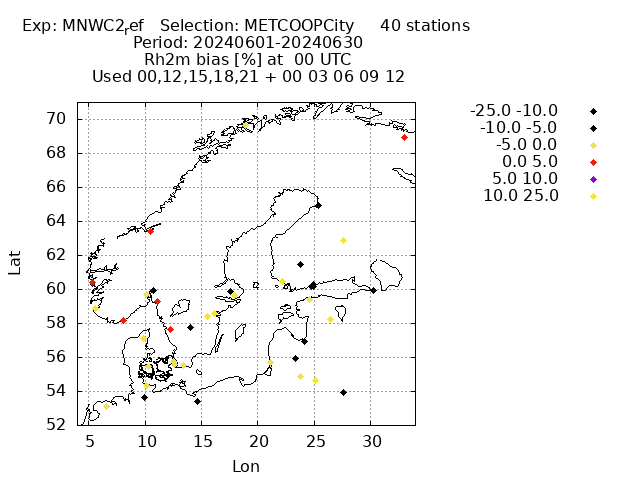 Exp: MNWC2ref   Selection: METCOOPCity     40 stations
Period: 20240601-20240630
Rh2m bias [%] at  00 UTC
Used 00,12,15,18,21 + 00 03 06 09 12
-25.0 -10.0
-10.0 -5.0
-5.0 0.0
0.0 5.0
5.0 10.0
10.0 25.0
70
68
66
64
62
60
58
56
54
52
Lat
5 10 15 20 25 30
Lon